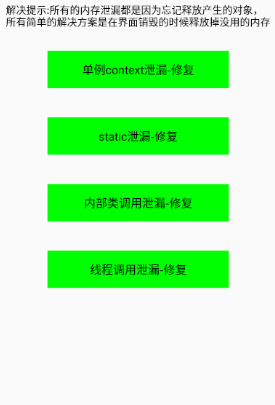 解决提示:所有的内存泄漏都是因为忘记释放产生的对象，
所有简单的解决方案是在界面销毁的时候释放掉没用的内存
单例context泄漏-修复
static泄漏-修复
内部类调用泄漏-修复
线程调用泄漏-修复